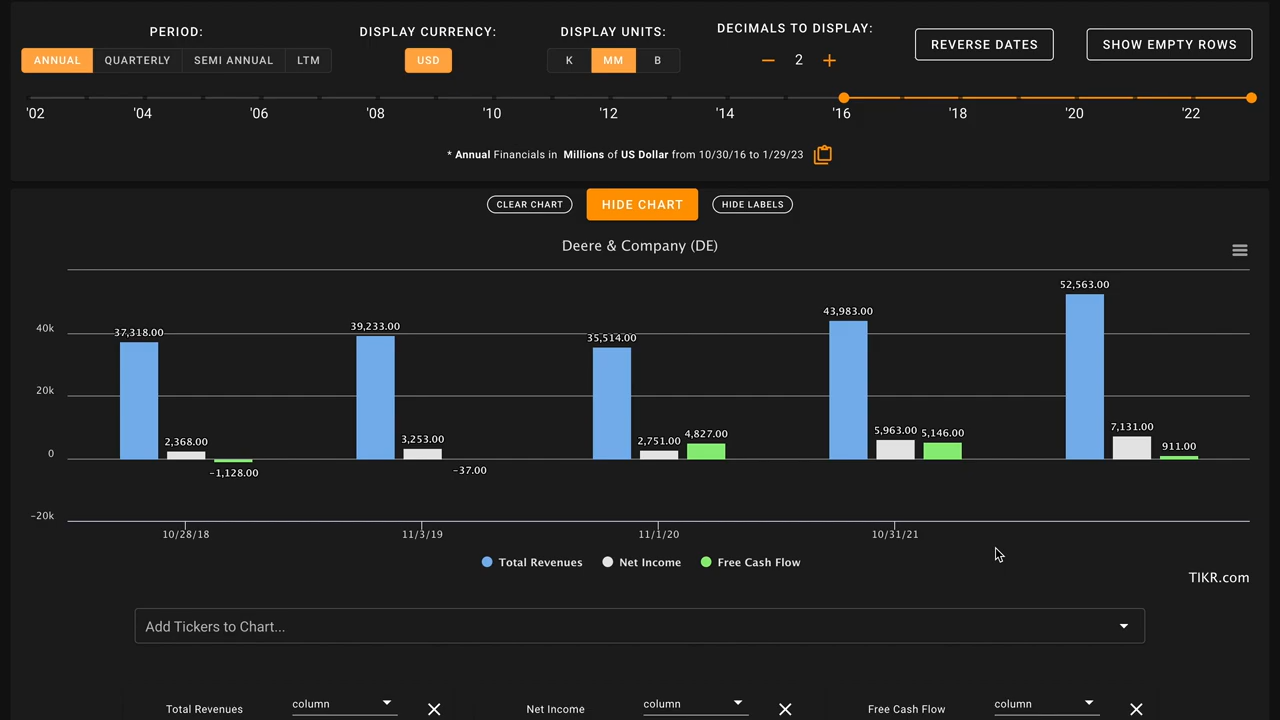 PERIOD: DISPLAY CURRENCY: DISPLAY UNITS: DECIMALS TO DISPLAY:
ANNUAL QUARTERLY SEMI ANNUAL LTM USD K MM B 2 REVERSE DATES SHOW EMPTY ROWS
'02 '04 '06 '08 '10 '12 '14 '16 '18 '20 '22
* Annual Financials in Millions of US Dollar from 10/30/16 to 1/29/23
CLEAR CHART HIDE CHART HIDE LABELS
Deere & Company (DE)
52,563.00
43,983.00
37,318.00 39,233.00 35,514.00
40k
20k
2,368.00 3,253.00 2,751.00 4,827.00 5,963.00 5,146.00 7,131.00 911.00
0
-1,128.00 -37.00
-20k
10/28/18 11/3/19 11/1/20 10/31/21
Total Revenues Net Income Free Cash Flow
TIKR.com
Add Tickers to Chart...
Total Revenues column Net Income column Free Cash Flow column